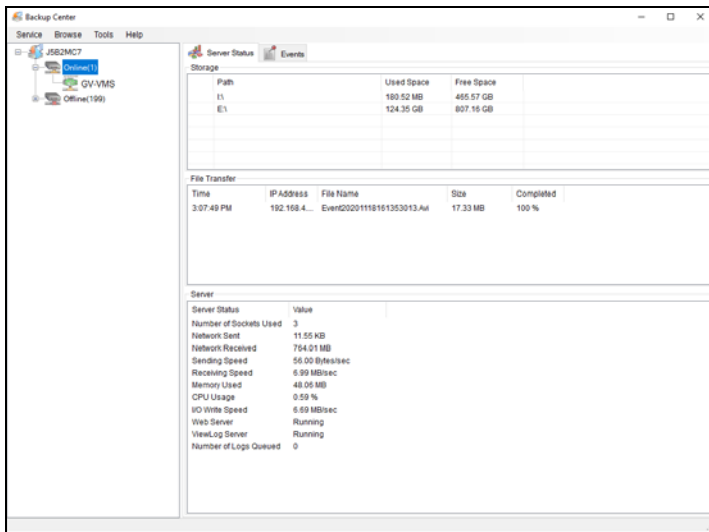 Backup Center
Service Browse Tools Help
J5B2MC7
Online(1)
GV-VMS
Offline(199)
Server Status Events
Storage
Path Used Space Free Space
I:\ 180.52 MB 465.57 GB
E:\ 124.35 GB 807.16 GB
File Transfer
Time IP Address File Name Size Completed
3:07:49 PM 192.168.4... Event20201118161353013.Avi 17.33 MB 100 %
Server
Server Status Value
Number of Sockets Used 3
Network Sent 11.55 KB
Network Received 764.01 MB
Sending Speed 56.00 Bytes/sec
Receiving Speed 6.99 MB/sec
Memory Used 48.06 MB
CPU Usage 0.59 %
I/O Write Speed 6.69 MB/sec
Web Server Running
ViewLog Server Running
Number of Logs Queued 0